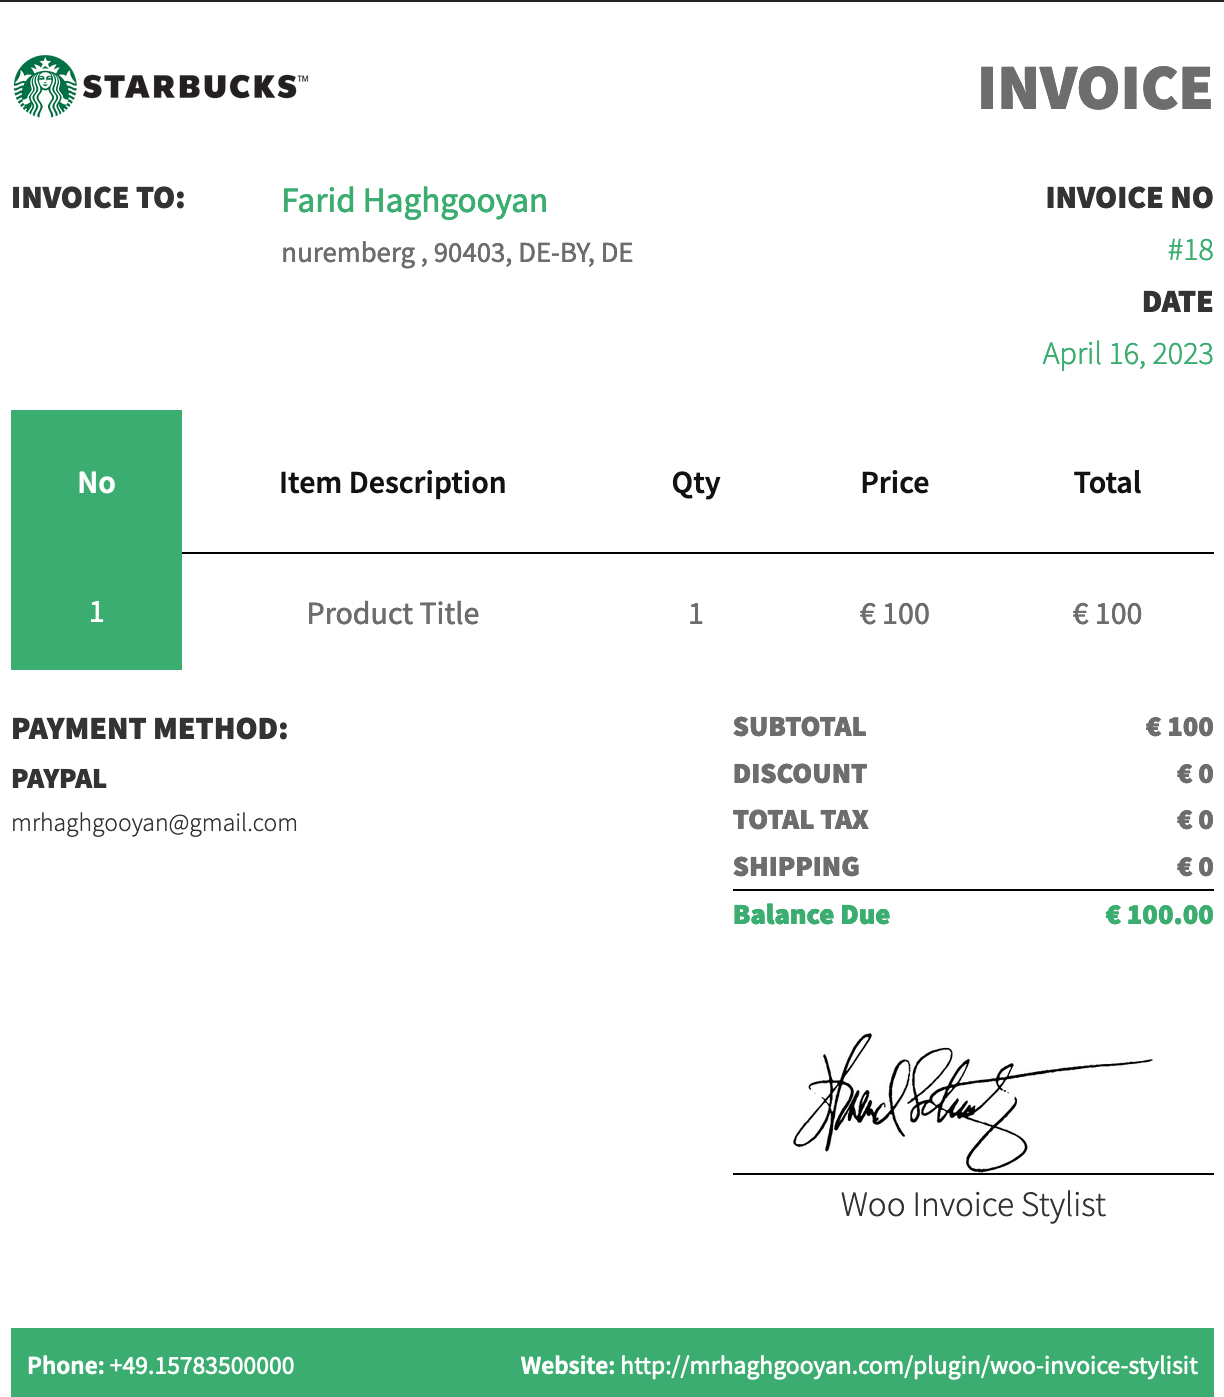 STARBUCKS™
INVOICE
INVOICE TO:
Farid Haghgooyan
nuremberg , 90403, DE-BY, DE
INVOICE NO
#18
DATE
April 16, 2023
No Item Description Qty Price Total
1 Product Title 1 € 100 € 100
PAYMENT METHOD:
PAYPAL
mrhaghgooyan@gmail.com
SUBTOTAL € 100
DISCOUNT € 0
TOTAL TAX € 0
SHIPPING € 0
Balance Due € 100.00
Woo Invoice Stylist
Phone: +49.15783500000 Website: http://mrhaghgooyan.com/plugin/woo-invoice-stylisit